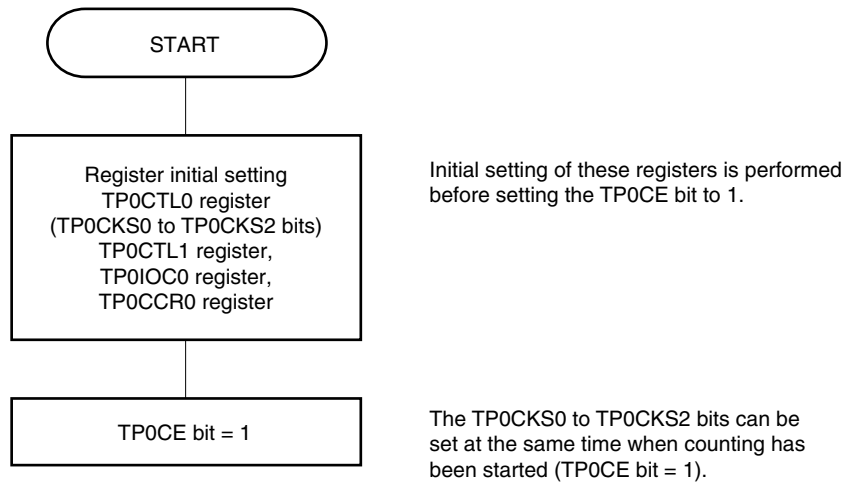 START
Register initial setting
TP0CTL0 register
(TP0CKS0 to TP0CKS2 bits)
TP0CTL1 register,
TP0IOC0 register,
TP0CCR0 register
Initial setting of these registers is performed
before setting the TP0CE bit to 1.
TP0CE bit = 1
The TP0CKS0 to TP0CKS2 bits can be
set at the same time when counting has
been started (TP0CE bit = 1).